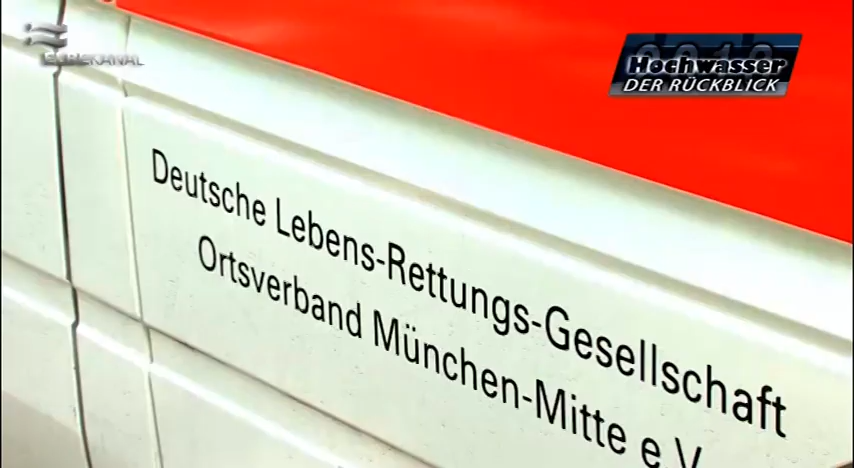 Hochwasser
DER RÜCKBLICK
Deutsche Lebens-Rettungs-Gesellschaft
Ortsverband München-Mitte e.V.